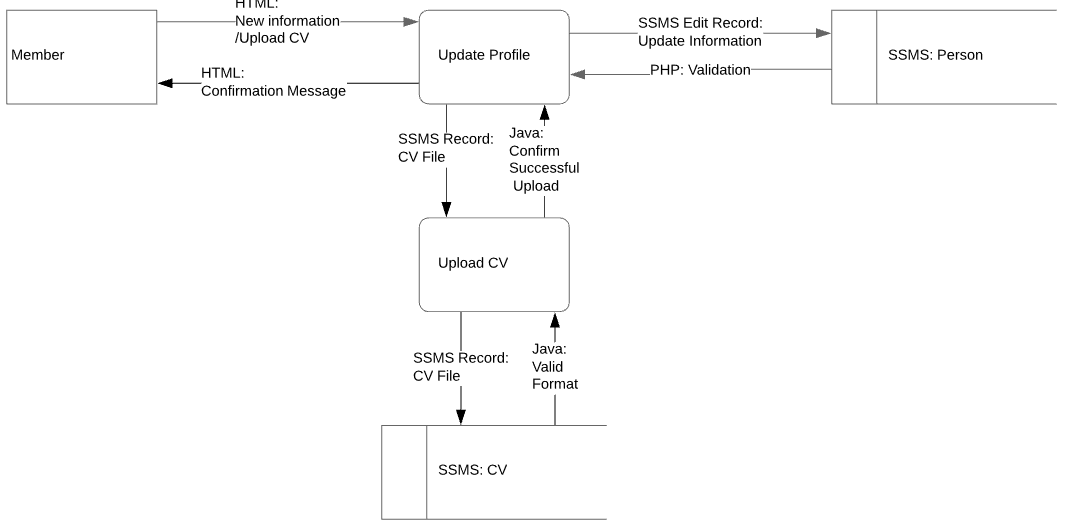 HTML:
New information
/Upload CV
Member
HTML:
Confirmation Message
Update Profile
SSMS Edit Record:
Update Information
PHP: Validation
SSMS: Person
SSMS Record:
CV File
Java:
Confirm
Successful
Upload
Upload CV
SSMS Record:
CV File
Java:
Valid
Format
SSMS: CV